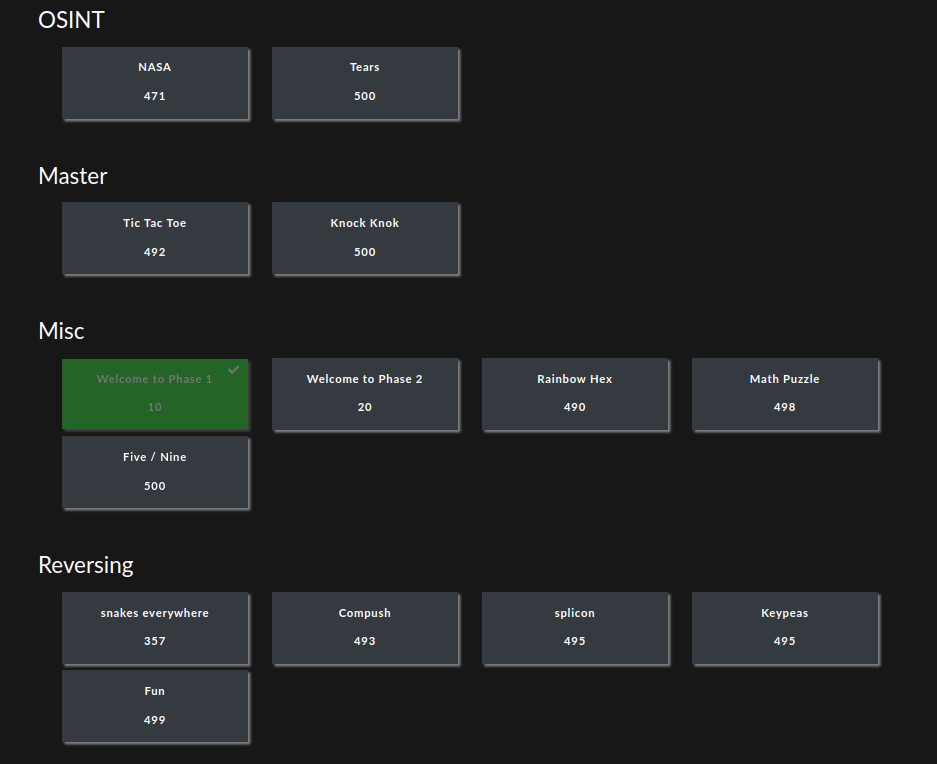 OSINT
NASA
471
Tears
500
Master
Tic Tac Toe
492
Knock Knok
500
Misc
Welcome to Phase 1
10
Welcome to Phase 2
20
Rainbow Hex
490
Math Puzzle
498
Five / Nine
500
Reversing
snakes everywhere
357
Compush
493
splicon
495
Keypeas
495
Fun
499